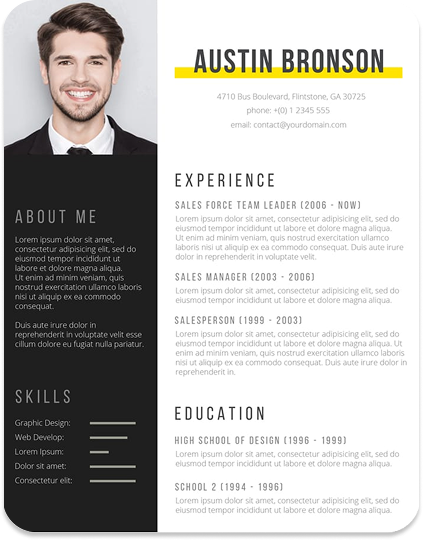 AUSTIN BRONSON
4710 Bus Boulevard, Flintstone, GA 30725
phone: +(0) 1 2345 555
email: contact@yourdomain.com
ABOUT ME
Lorem ipsum dolor sit amet,
consectetur adipiscing elit, sed do
eiusmod tempor incididunt ut
labore et dolore et magna aliqua.
Ut enim ad minim veniam, quis
nostrud exercitation ullamco
laboris nisi ut aliquip ex ea
commodo consequat.
Duis aute irure dolor in
reprehenderit in voluptate velit esse
cillum dolore eu fugiat nulla pariatur.
SKILLS
Graphic Design:
Web Develop:
Lorem Ipsum:
Dolor sit amet:
Consectetur elit:
EXPERIENCE
SALES FORCE TEAM LEADER (2006 - NOW)
Lorem ipsum dolor sit amet, consectetur adipisicing elit, sed do
eiusmod tempor incididunt ut labore et dolore magna aliqua.
Ut enim ad minim veniam, quis nostrud exercitation ullamco
laboris nisi ut aliquip ex ea commodo consequat. Duis aute irure
dolor in reprehenderit in voluptate velit.
SALES MANAGER (2003 - 2006)
Lorem ipsum dolor sit amet, consectetur adipisicing elit, sed do
eiusmod tempor incididunt ut labore et dolore magna aliqua.
SALESPERSON (1999 - 2003)
Lorem ipsum dolor sit amet, consectetur adipisicing elit, sed do
eiusmod tempor incididunt ut labore et dolore magna aliqua. Ut
enim ad minim veniam, quis nostrud exercitation ullamco laboris
nisi ut aliquip ex ea commodo consequat. Duis aute irure dolor in
reprehenderit in.
EDUCATION
HIGH SCHOOL OF DESIGN (1996 - 1999)
Lorem ipsum dolor sit amet, consectetur adipisicing elit, sed do
eiusmod tempor incididunt ut labore et dolore magna aliqua.
SCHOOL 2 (1994 - 1996)
Lorem ipsum dolor sit amet, consectetur adipisicing elit, sed do
eiusmod tempor incididunt ut labore et dolore magna aliqua.